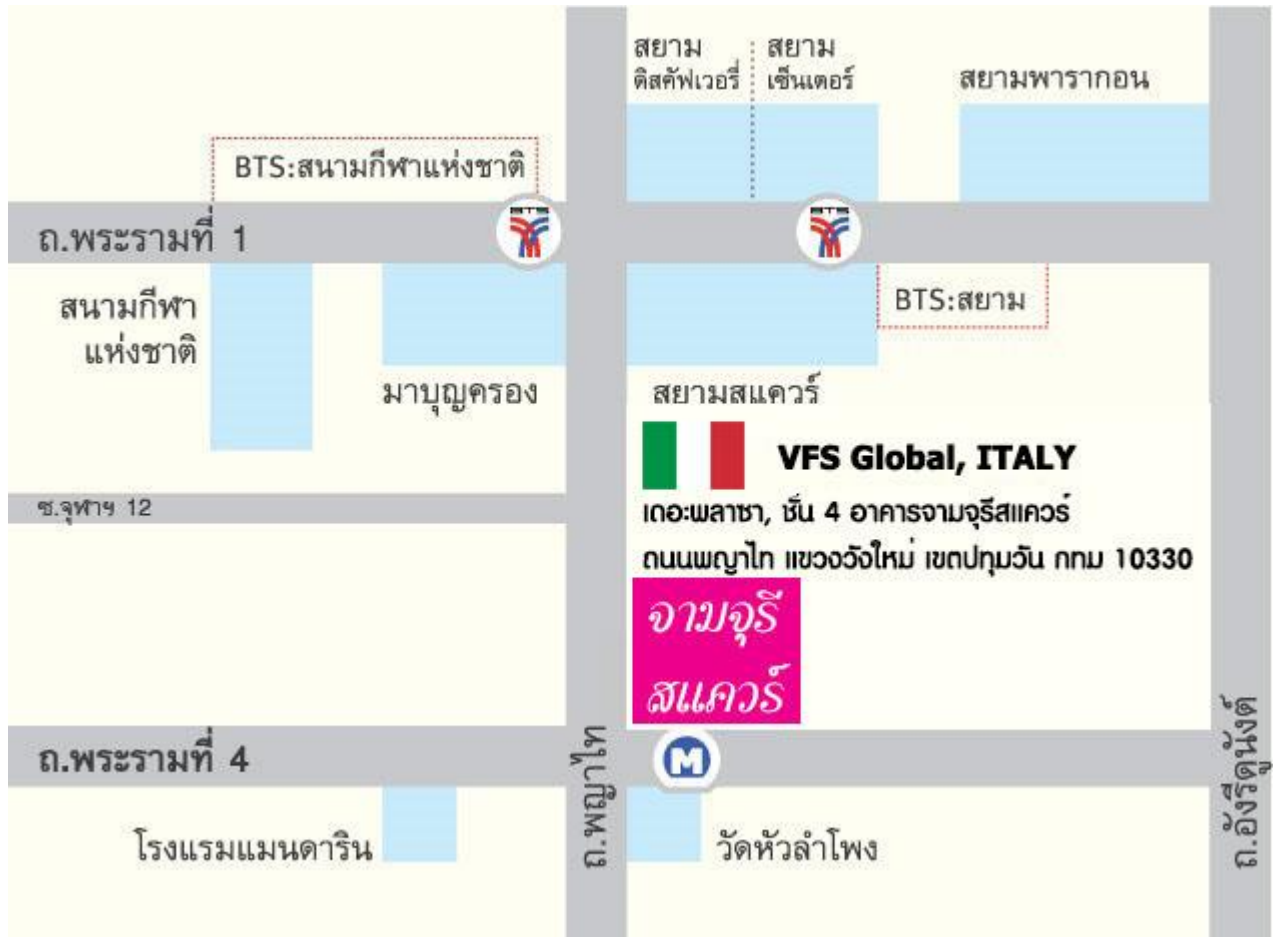 สยาม
ดิสคัฟเวอรี่
สยาม
เซ็นเตอร์
สยามพารากอน
BTS:สนามกีฬาแห่งชาติ
BTS
BTS
ถ.พระรามที่ 1
สนามกีฬา
แห่งชาติ
BTS:สยาม
มาบุญครอง
สยามสแควร์
VFS Global, ITALY
ซ.จุฬาฯ 12
เดอะพลาซา, ชั้น 4 อาคารจามจุรีสแควร์
ถนนพญาไท แขวงวังใหม่ เขตปทุมวัน กทม 10330
จามจุรี
สแควร์
ถ.พระรามที่ 4
M
ถ.พญาไท
ถ.อังรีดูนังต์
โรงแรมแมนดาริน
วัดหัวลำโพง